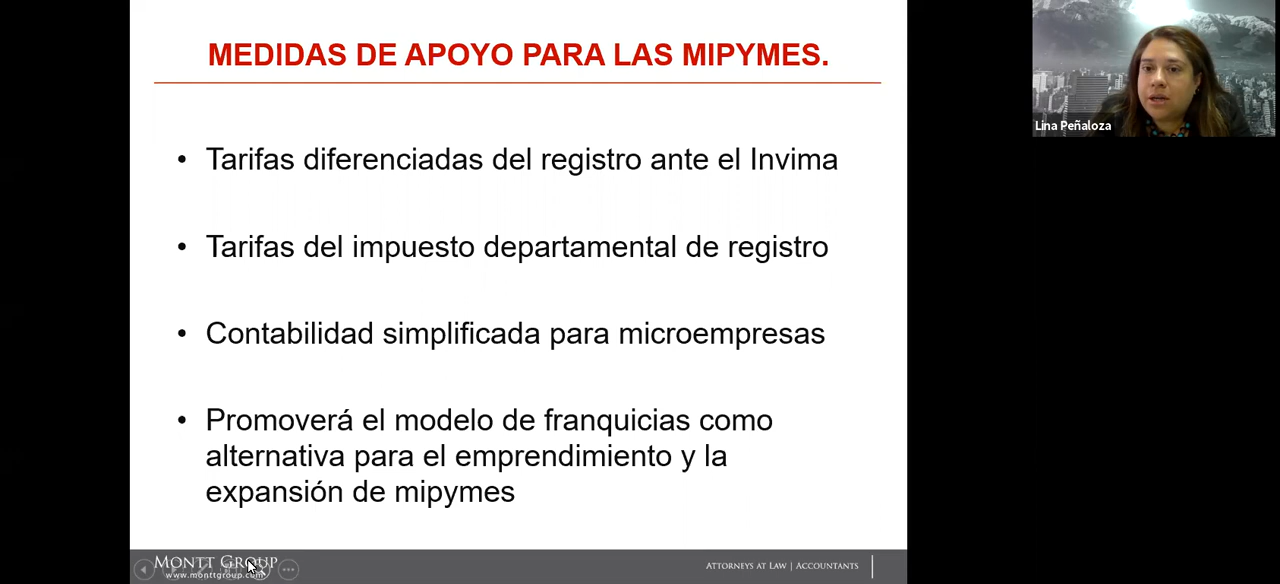 MEDIDAS DE APOYO PARA LAS MIPYMES.
• Tarifas diferenciadas del registro ante el Invima
• Tarifas del impuesto departamental de registro
• Contabilidad simplificada para microempresas
• Promoverá el modelo de franquicias como
alternativa para el emprendimiento y la
expansión de mipymes
MONTT GROUP
www.monttgroup.com
ATTORNEYS AT LAW | ACCOUNTANTS
Lina Peñaloza